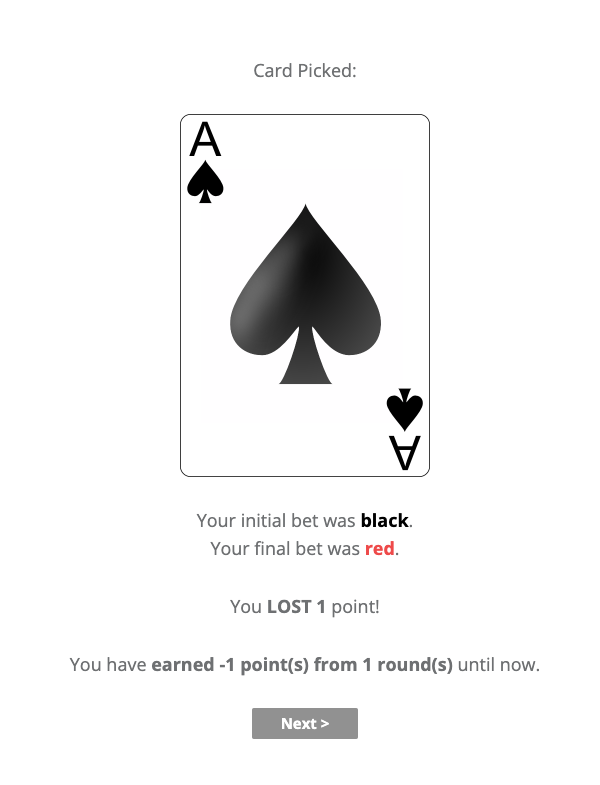 Card Picked:
A
A
Your initial bet was black.
Your final bet was red.
You LOST 1 point!
You have earned -1 point(s) from 1 round(s) until now.
Next >